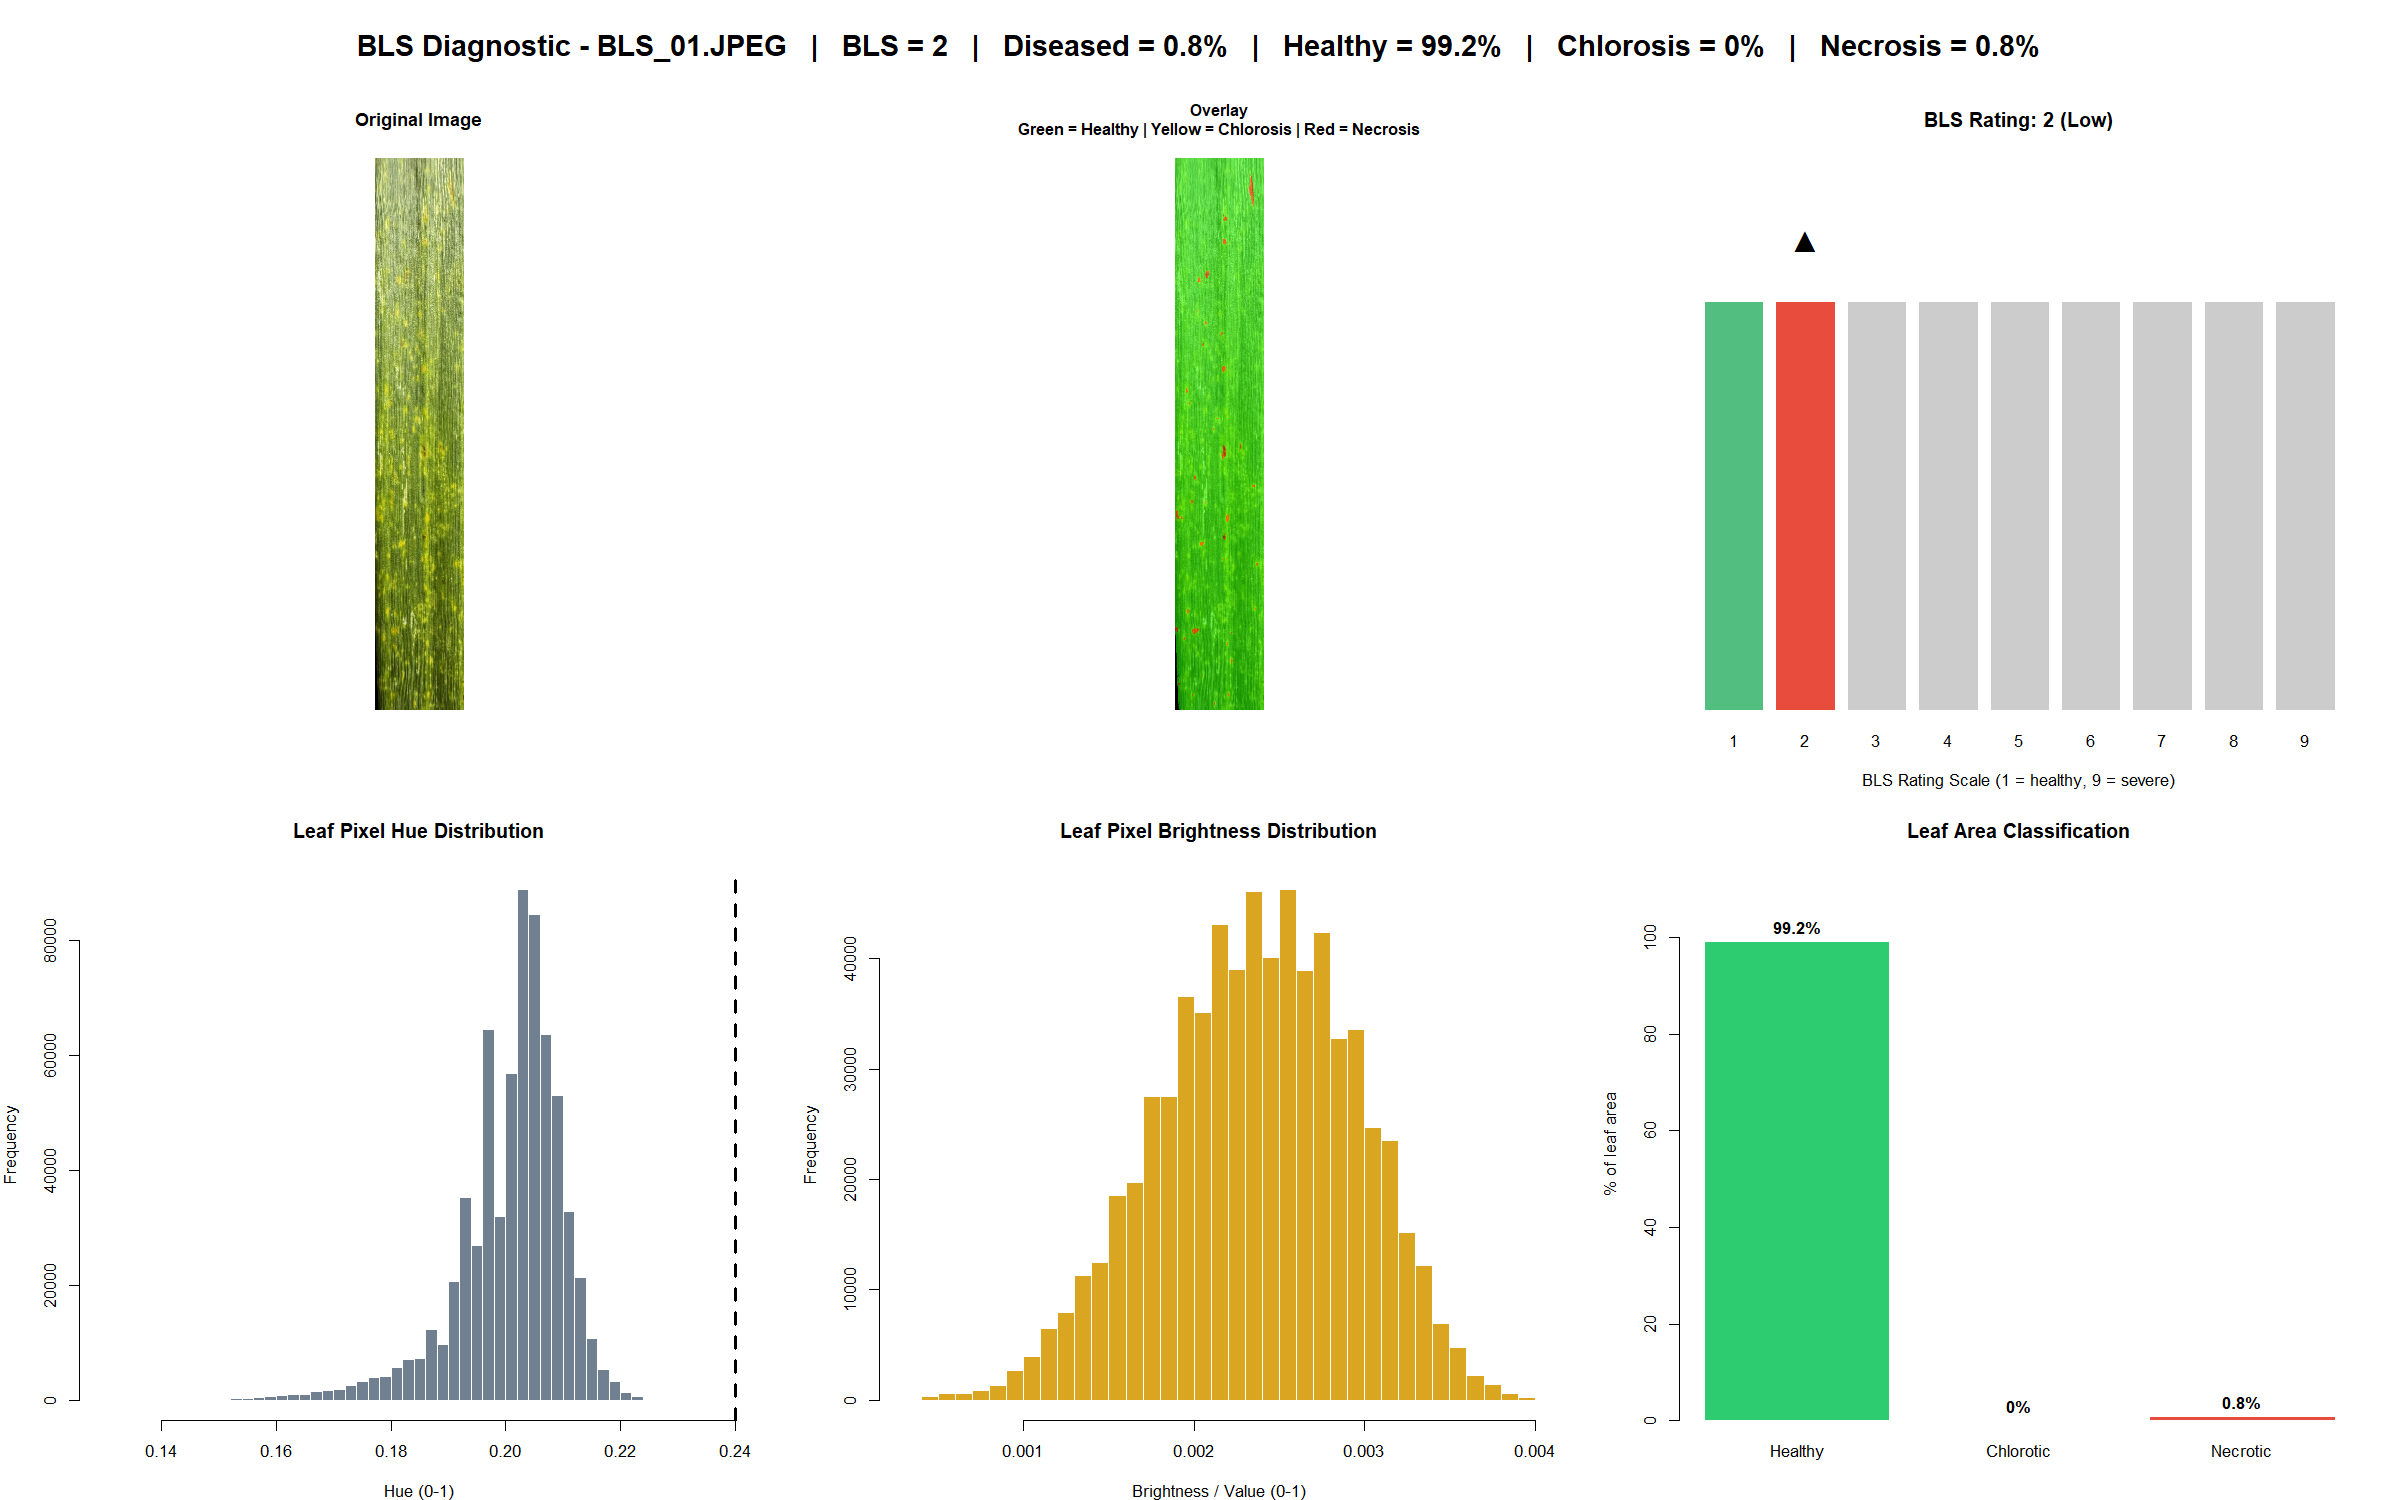 BLS Diagnostic - BLS_01.JPEG | BLS = 2 | Diseased = 0.8% | Healthy = 99.2% | Chlorosis = 0% | Necrosis = 0.8%
Original Image
Overlay
Green = Healthy | Yellow = Chlorosis | Red = Necrosis
BLS Rating: 2 (Low)
▲
1 2 3 4 5 6 7 8 9
BLS Rating Scale (1 = healthy, 9 = severe)
Leaf Pixel Hue Distribution
Frequency
0 20000 40000 60000 80000
0.14 0.16 0.18 0.20 0.22 0.24
Hue (0-1)
Leaf Pixel Brightness Distribution
Frequency
0 10000 20000 30000 40000
0.001 0.002 0.003 0.004
Brightness / Value (0-1)
Leaf Area Classification
% of leaf area
0 20 40 60 80 100
99.2%
0%
0.8%
Healthy Chlorotic Necrotic